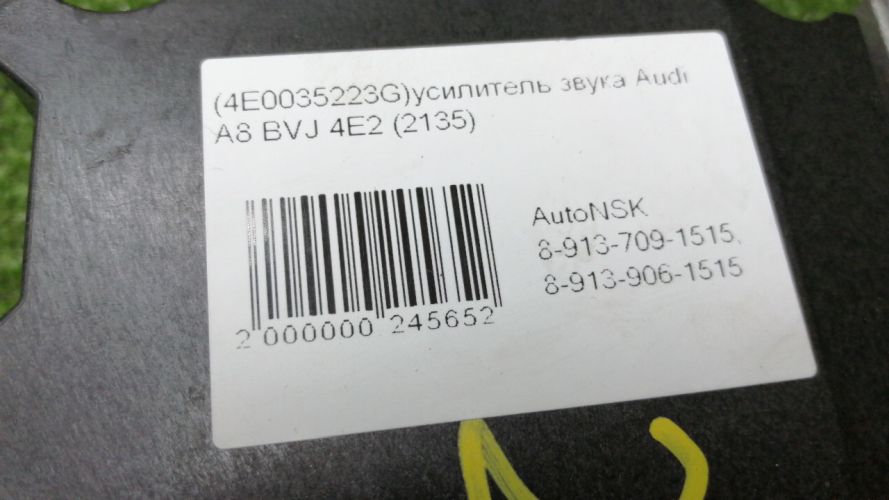 (4E0035223G)усилитель звука Audi
A8 BVJ 4E2 (2135)
AutoNSK
8-913-709-1515,
8-913-906-1515
2 000000 245652